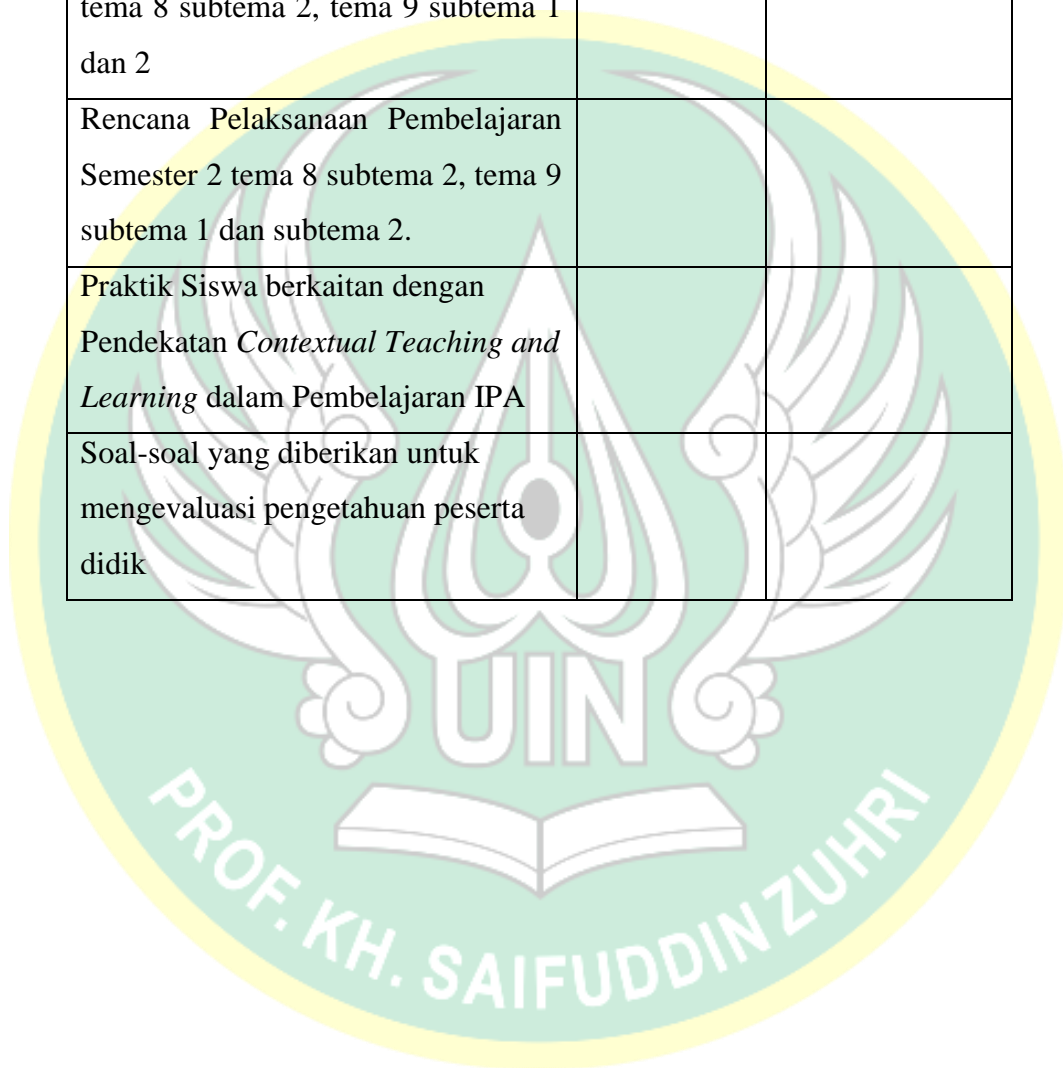 tema 8 subtema 2, tema 9 subtema 1
dan 2
Rencana Pelaksanaan Pembelajaran
Semester 2 tema 8 subtema 2, tema 9
subtema 1 dan subtema 2.
Praktik Siswa berkaitan dengan
Pendekatan Contextual Teaching and
Learning dalam Pembelajaran IPA
Soal-soal yang diberikan untuk
mengevaluasi pengetahuan peserta
didik
UIN
PROF. KH. SAIFUDDIN ZUHRI